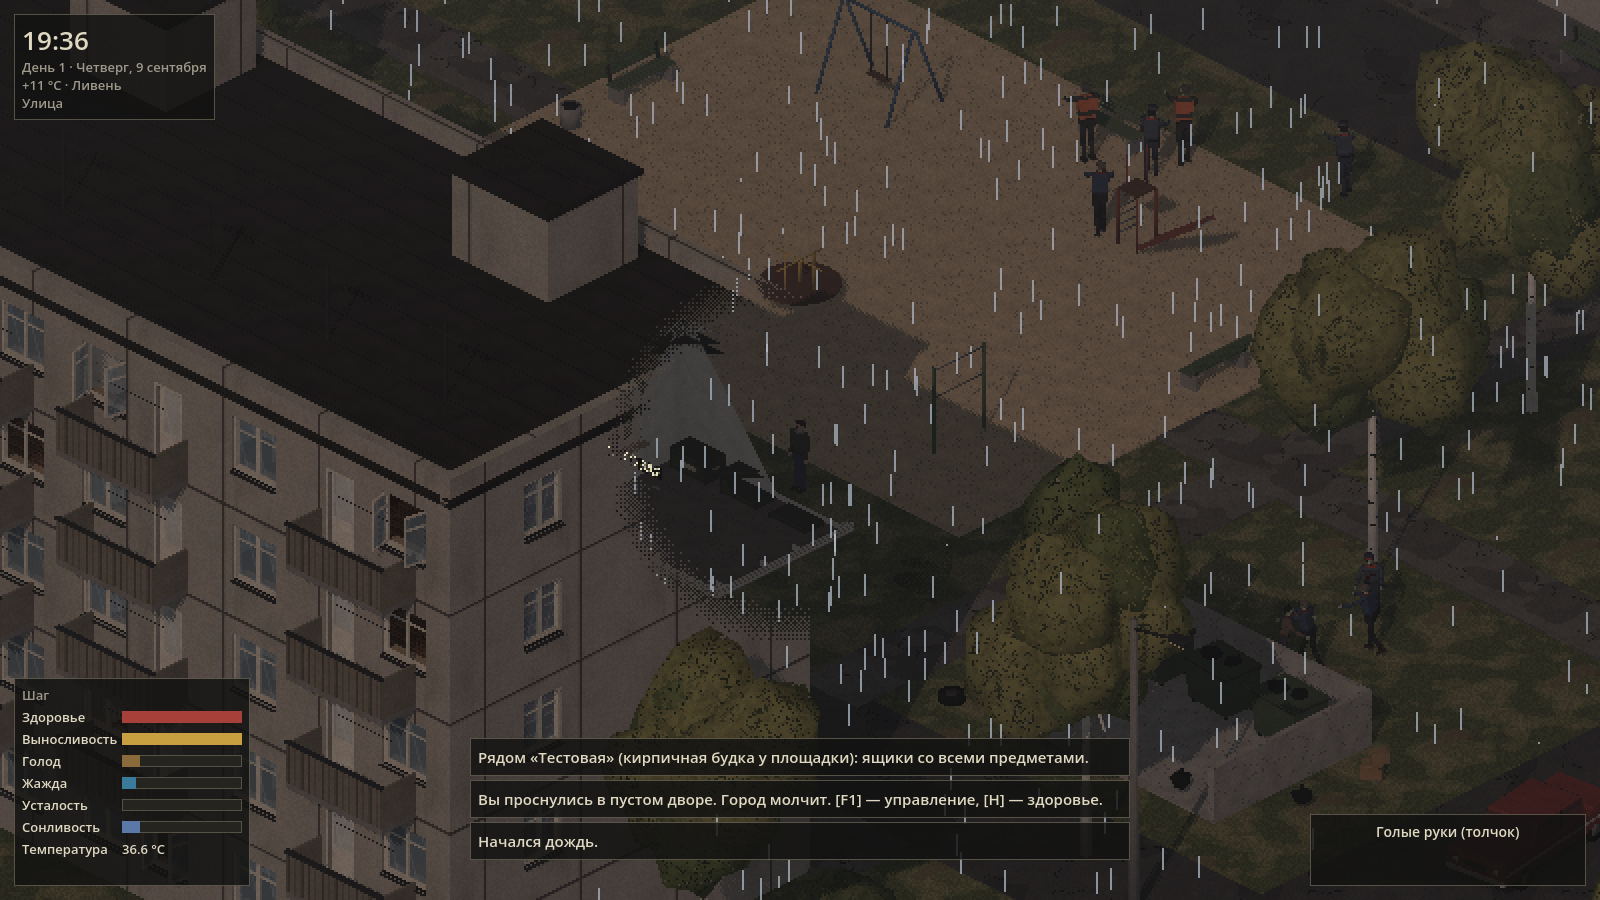 19:36
День 1 · Четверг, 9 сентября
+11 °C · Ливень
Улица
Шаг
Здоровье
Выносливость
Голод
Жажда
Усталость
Сонливость
Температура 36.6 °C
Рядом «Тестовая» (кирпичная будка у площадки): ящики со всеми предметами.
Вы проснулись в пустом дворе. Город молчит. [F1] — управление, [H] — здоровье.
Начался дождь.
Голые руки (толчок)